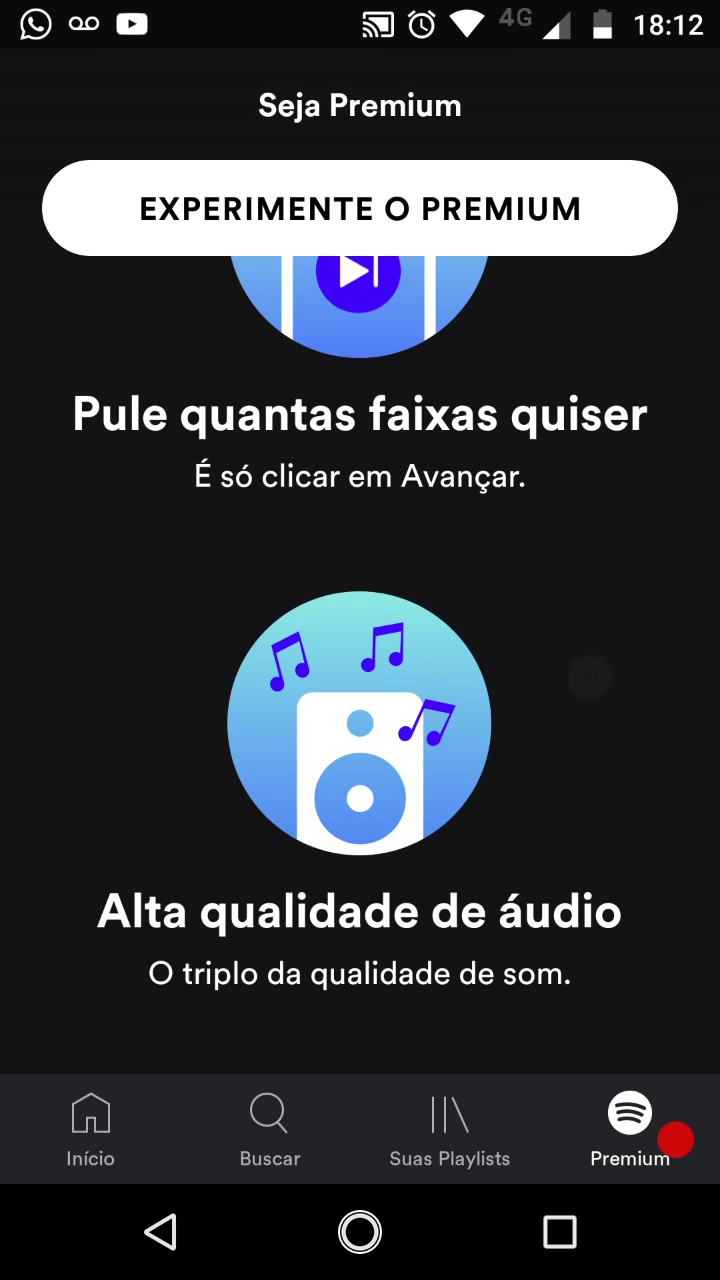 4G 18:12
Seja Premium
EXPERIMENTE O PREMIUM
Pule quantas faixas quiser
É só clicar em Avançar.
Alta qualidade de áudio
O triplo da qualidade de som.
Início Buscar Suas Playlists Premium